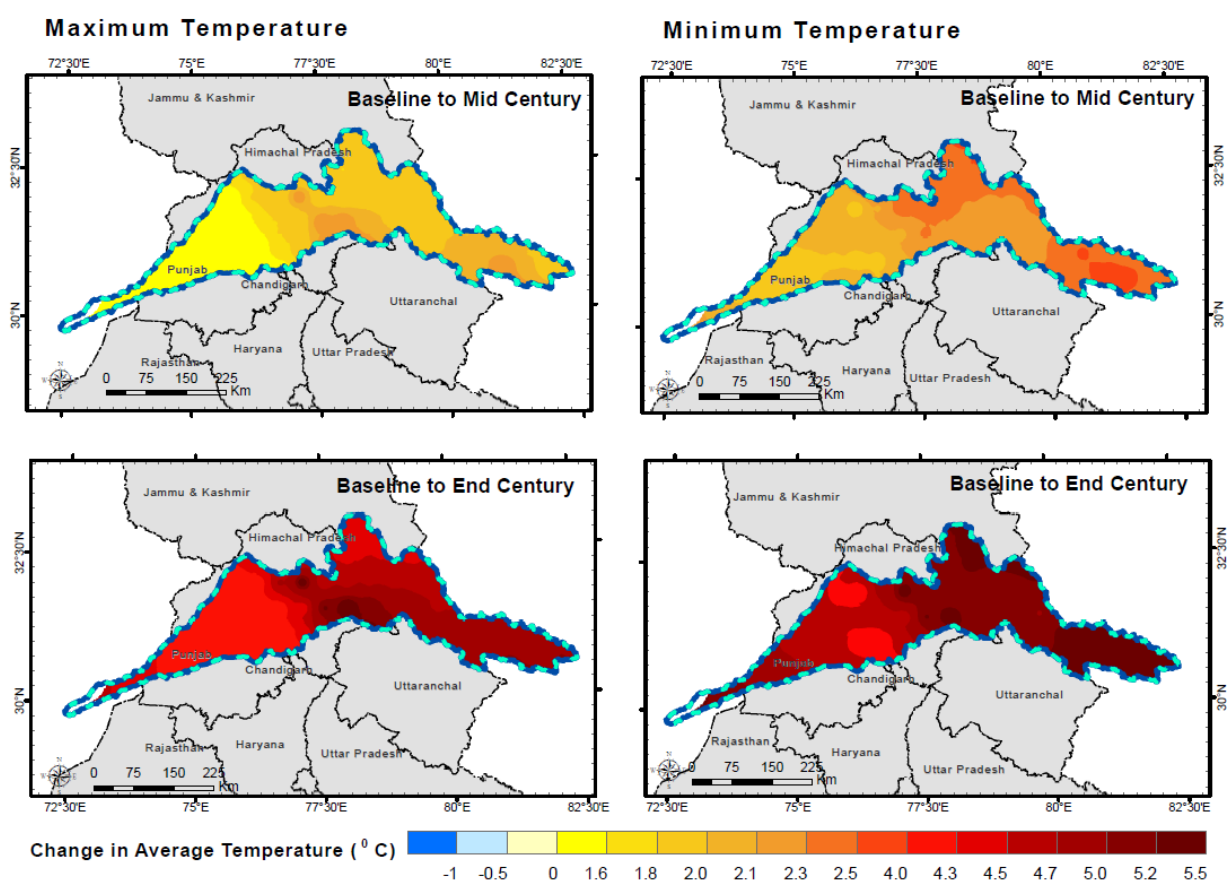 Maximum Temperature
Minimum Temperature
72°30'E 75°E 77°30'E 80°E 82°30'E
72°30'E 75°E 77°30'E 80°E 82°30'E
Baseline to Mid Century
Jammu & Kashmir
Himachal Pradesh
Punjab
Chandigarh
Uttaranchal
Haryana
Rajasthan
Uttar Pradesh
0 75 150 225
Km
32°30'N
30°N
Baseline to Mid Century
Jammu & Kashmir
Himachal Pradesh
Punjab
Chandigarh
Uttaranchal
Rajasthan
Haryana
Uttar Pradesh
0 75 150 225
Km
32°30'N
30°N
Baseline to End Century
Jammu & Kashmir
Himachal Pradesh
Punjab
Chandigarh
Uttaranchal
Rajasthan
Haryana
Uttar Pradesh
0 75 150 225
Km
32°30'N
30°N
Baseline to End Century
Jammu & Kashmir
Himachal Pradesh
Punjab
Chandigarh
Uttaranchal
Rajasthan
Haryana
Uttar Pradesh
0 75 150 225
Km
32°30'N
30°N
72°30'E 75°E 77°30'E 80°E 82°30'E
72°30'E 75°E 77°30'E 80°E 82°30'E
Change in Average Temperature ( ⁰ C)
-1 -0.5 0 1.6 1.8 2.0 2.1 2.3 2.5 4.0 4.3 4.5 4.7 5.0 5.2 5.5